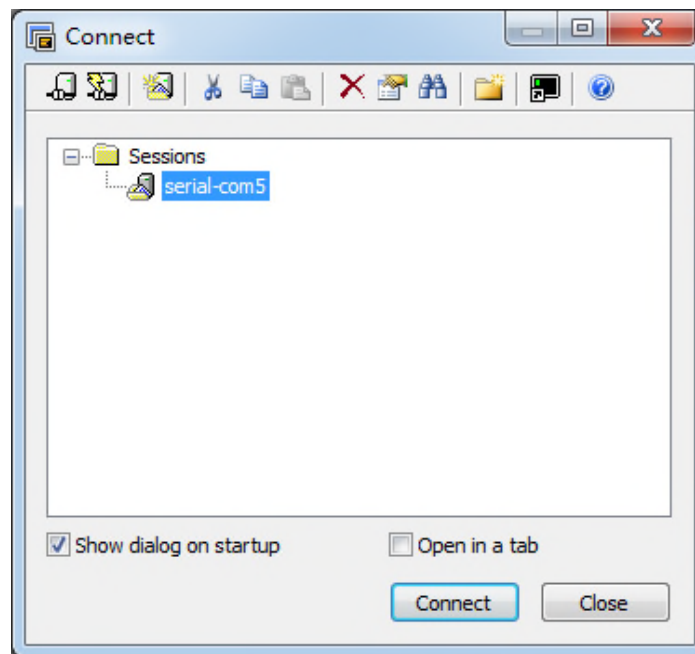 Connect
Sessions
serial-com5
Show dialog on startup
Open in a tab
Connect
Close